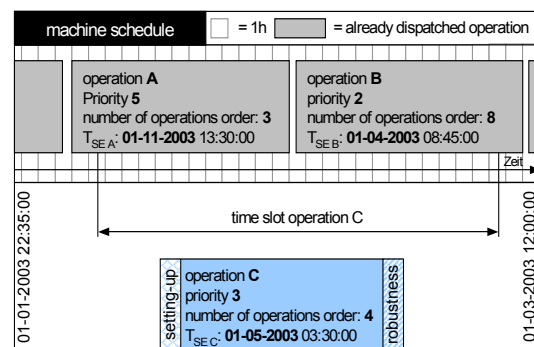 machine schedule
= 1h
= already dispatched operation
operation A
Priority 5
number of operations order: 3
TSE A: 01-11-2003 13:30:00
operation B
priority 2
number of operations order: 8
TSE B: 01-04-2003 08:45:00
Zeit
01-01-2003 22:35:00
time slot operation C
01-03-2003 12:00:00
setting-up
operation C
priority 3
number of operations order: 4
TSE C: 01-05-2003 03:30:00
robustness